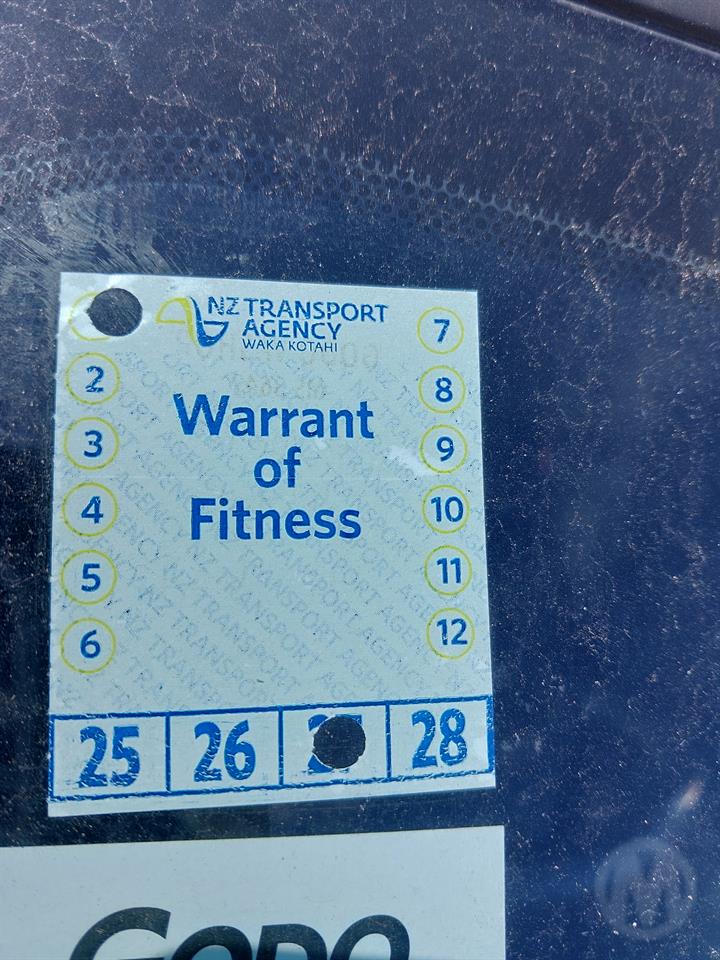 NZ TRANSPORT
AGENCY
WAKA KOTAHI
Warrant
of
Fitness
2
3
4
5
6
7
8
9
10
11
12
25 26 28
GODO